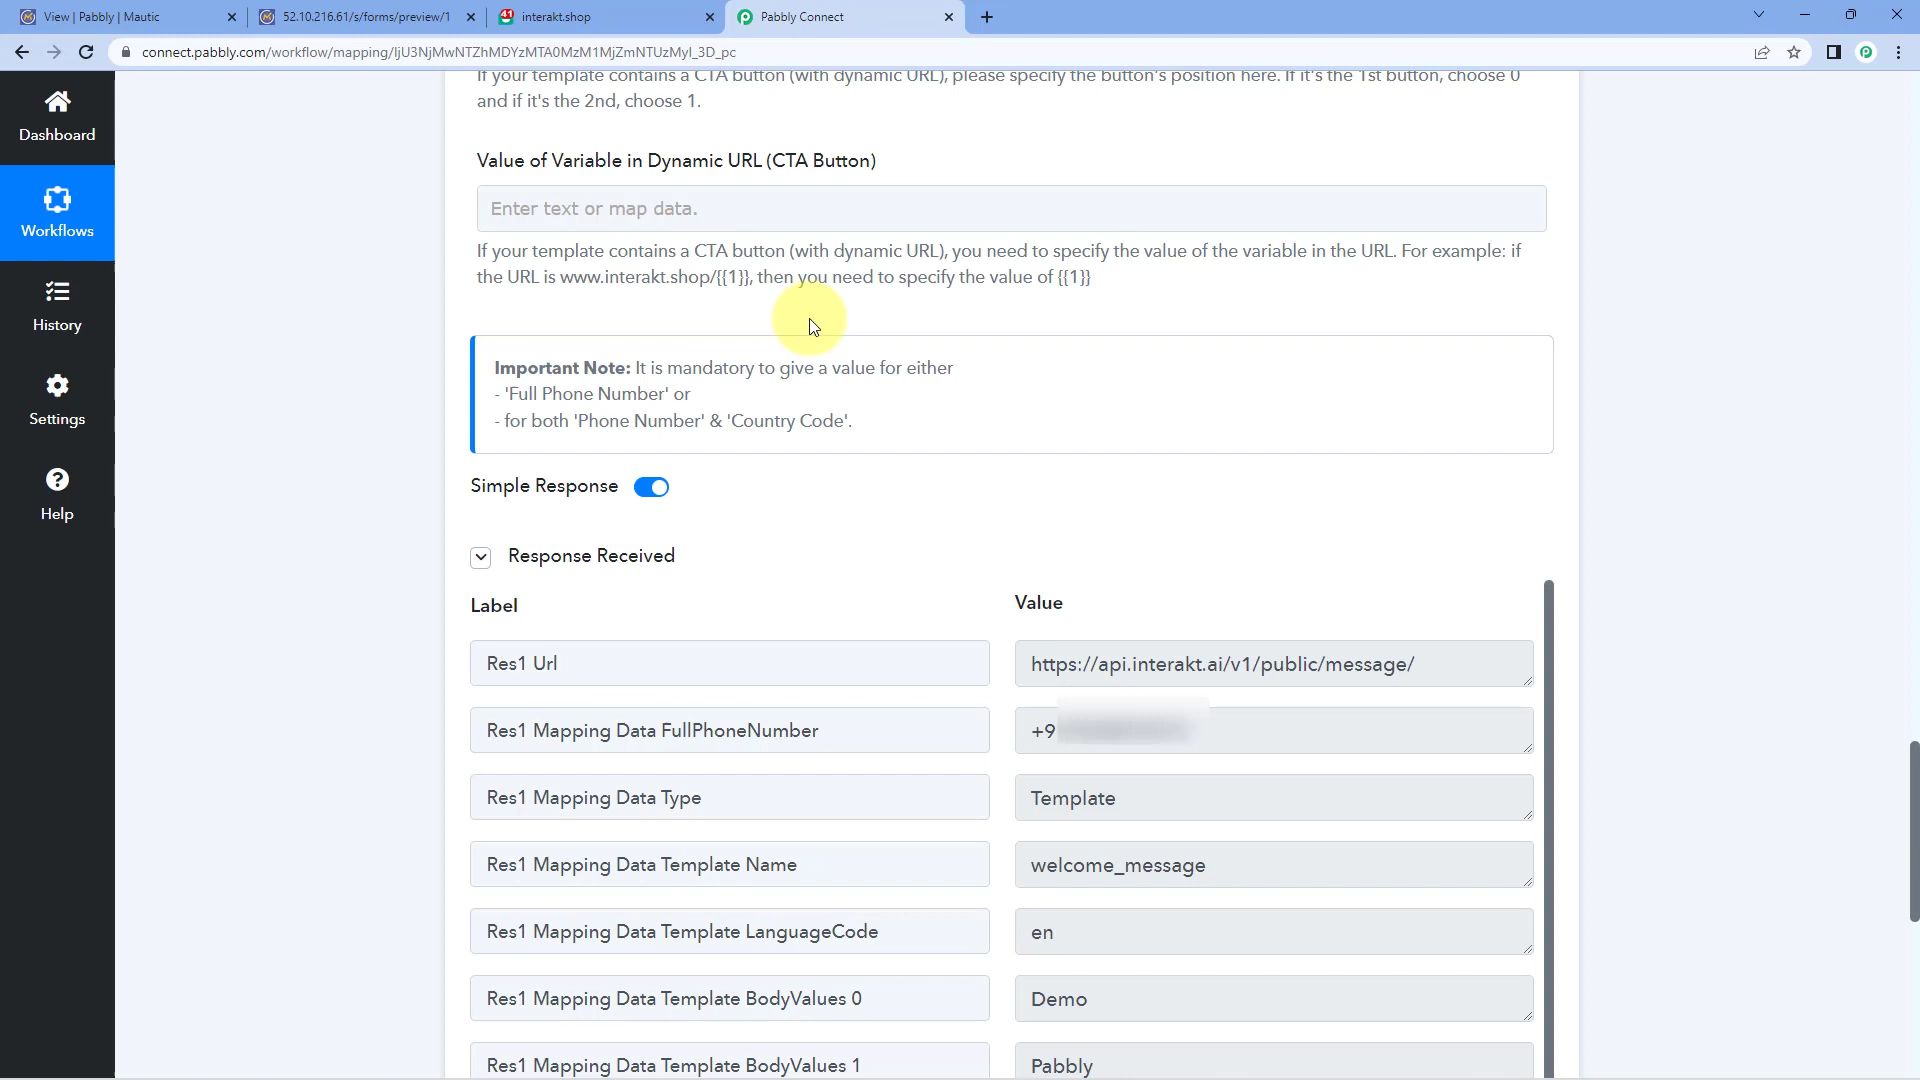 View | Pabbly | Mautic
52.10.216.61/s/forms/preview/1
41
interakt.shop
Pabbly Connect
connect.pabbly.com/workflow/mapping/IjU3NjMwNTZhMDYzMTA0MzM1MjZmNTUzMyI_3D_pc
If your template contains a CTA button (with dynamic URL), please specify the button's position here. If it's the 1st button, choose 0
and if it's the 2nd, choose 1.
Dashboard
Value of Variable in Dynamic URL (CTA Button)
Enter text or map data.
Workflows
If your template contains a CTA button (with dynamic URL), you need to specify the value of the variable in the URL. For example: if
the URL is www.interakt.shop/{{1}}, then you need to specify the value of {{1}}
History
Important Note: It is mandatory to give a value for either
- 'Full Phone Number' or
- for both 'Phone Number' & 'Country Code'.
Settings
Simple Response
Help
Response Received
Label
Value
Res1 Url
https://api.interakt.ai/v1/public/message/
Res1 Mapping Data FullPhoneNumber
+9
Res1 Mapping Data Type
Template
Res1 Mapping Data Template Name
welcome_message
Res1 Mapping Data Template LanguageCode
en
Res1 Mapping Data Template BodyValues 0
Demo
Res1 Mapping Data Template BodyValues 1
Pabbly